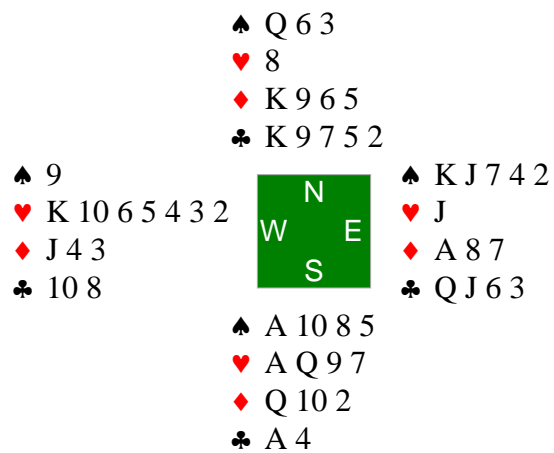 ♠ Q 6 3
♥ 8
♦ K 9 6 5
♣ K 9 7 5 2
♠ 9
♥ K 10 6 5 4 3 2
♦ J 4 3
♣ 10 8
N
W E
S
♠ K J 7 4 2
♥ J
♦ A 8 7
♣ Q J 6 3
♠ A 10 8 5
♥ A Q 9 7
♦ Q 10 2
♣ A 4